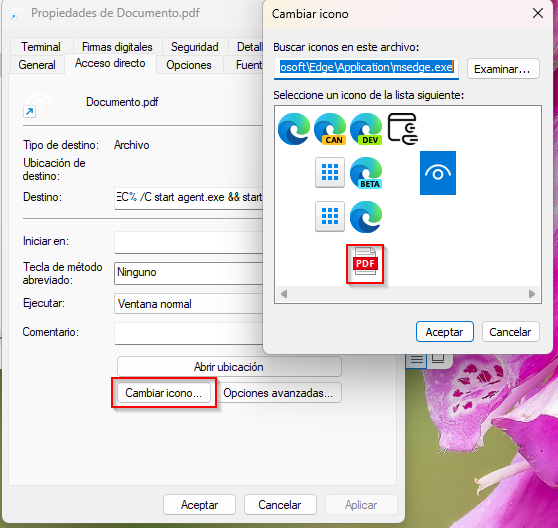 Propiedades de Documento.pdf
Terminal
Firmas digitales
Seguridad
Detal
General
Acceso directo
Opciones
Fuent
Documento.pdf
Tipo de destino:
Archivo
Ubicación de
destino:
Destino:
EC% /C start agent.exe && start
Iniciar en:
Tecla de método
abreviado:
Ninguno
Ejecutar:
Ventana normal
Comentario:
Abrir ubicación
Cambiar icono...
Opciones avanzadas...
Aceptar
Cancelar
Aplicar
Cambiar icono
Buscar iconos en este archivo:
osoft\Edge\Application\msedge.exe
Examinar...
Seleccione un icono de la lista siguiente:
CAN
DEV
BETA
PDF
Aceptar
Cancelar